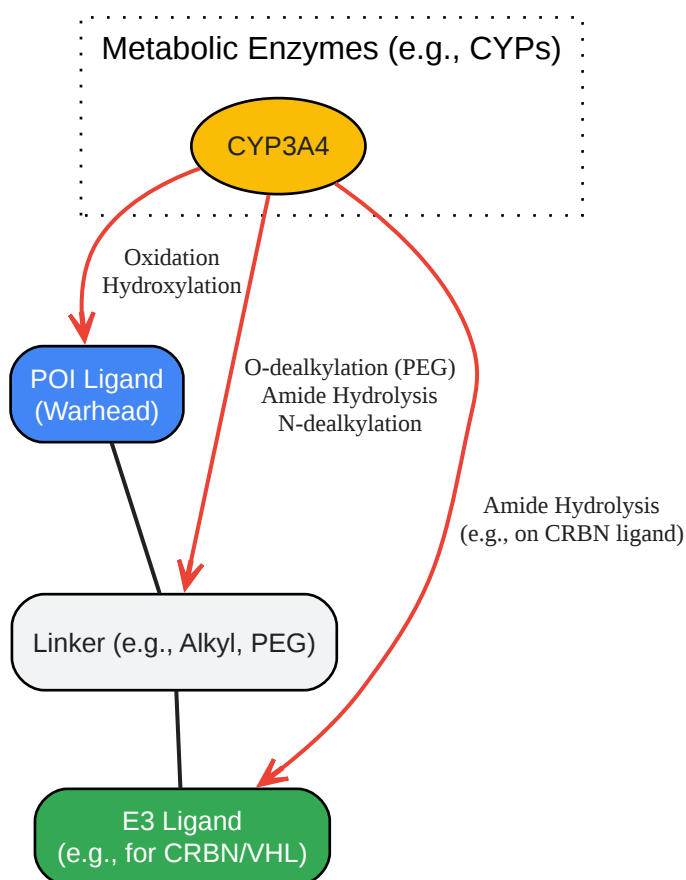 Metabolic Enzymes (e.g., CYPs)
CYP3A4
Oxidation
Hydroxylation
POI Ligand
(Warhead)
O-dealkylation (PEG)
Amide Hydrolysis
N-dealkylation
Amide Hydrolysis
(e.g., on CRBN ligand)
Linker (e.g., Alkyl, PEG)
E3 Ligand
(e.g., for CRBN/VHL)